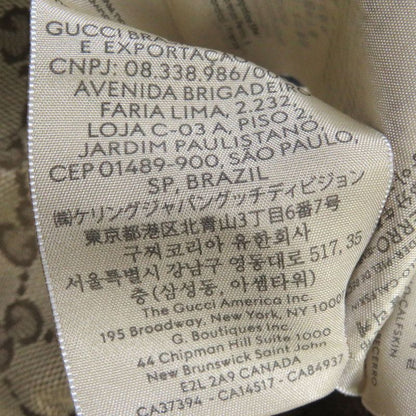 GUCCI BRA
E EXPORTAÇÃ
CNPJ: 08.338.986/00
AVENIDA BRIGADEIRO
FARIA LIMA, 2.232,
LOJA C-03 A, PISO 2,
JARDIM PAULISTANO,
CEP 01489-900, SÃO PAULO,
SP, BRAZIL
㈱ケリングジャパングッチディビジョン
東京都港区北青山3丁目6番7号
구찌코리아 유한회사
서울특별시 강남구 영동대로 517, 35
층 (삼성동, 아셈타워)
The Gucci America Inc.
195 Broadway, New York, NY 10007
G. Boutiques Inc.
44 Chipman Hill Suite 1000
New Brunswick Saint John
E2L 2A9 CANADA
CA37394 - CA14517 - CA84937